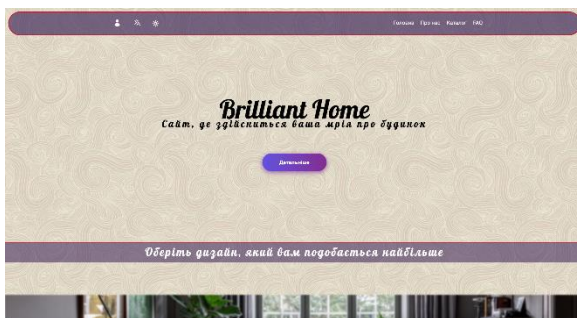 Головна Про нас Каталог FAQ
Brilliant Home
Сайт, де здійсниться ваша мрія про будинок
Детальніше
Оберіть дизайн, який вам подобається найбільше